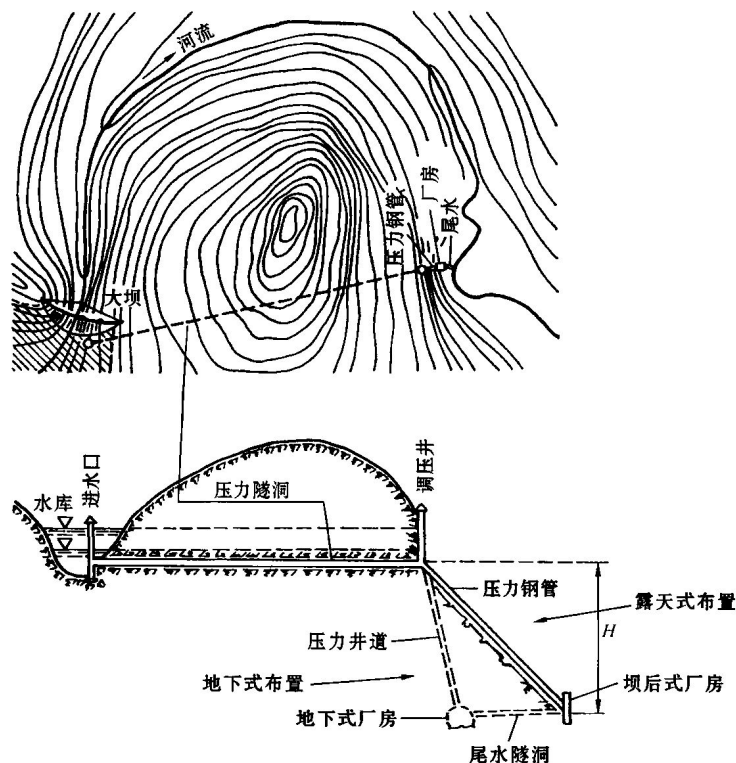 河流
压力钢管
厂房
尾水
大坝
进水口
调压井
水库
压力隧洞
压力钢管
露天式布置
H
压力井道
地下式布置
坝后式厂房
地下式厂房
尾水隧洞